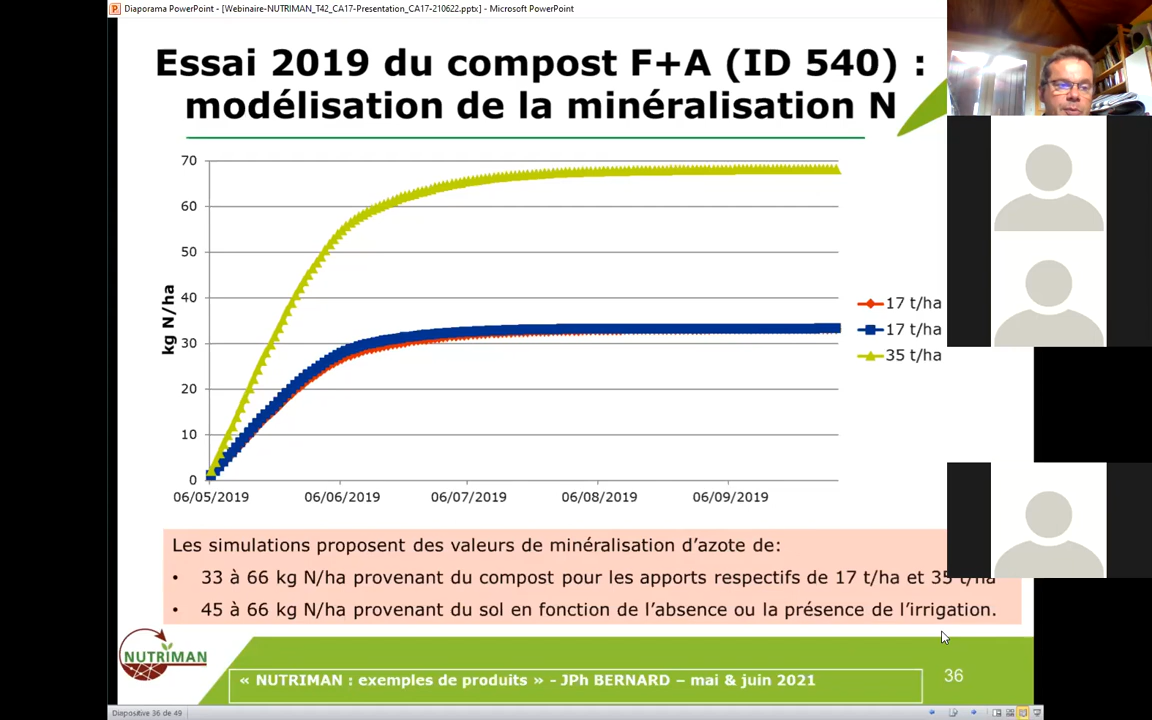 Diaporama PowerPoint - [Webinaire-NUTRIMAN_T42_CA17-Presentation_CA17-210622.pptx] - Microsoft PowerPoint
Essai 2019 du compost F+A (ID 540) :
modélisation de la minéralisation N
70
60
50
40
30
20
10
0
kg N/ha
06/05/2019
06/06/2019
06/07/2019
06/08/2019
06/09/2019
17 t/ha
17 t/ha
35 t/ha
Les simulations proposent des valeurs de minéralisation d'azote de:
• 33 à 66 kg N/ha provenant du compost pour les apports respectifs de 17 t/ha et 35 t/ha
• 45 à 66 kg N/ha provenant du sol en fonction de l'absence ou la présence de l'irrigation.
NUTRIMAN
« NUTRIMAN : exemples de produits » - JPh BERNARD – mai & juin 2021
36
Diapositive 36 de 49